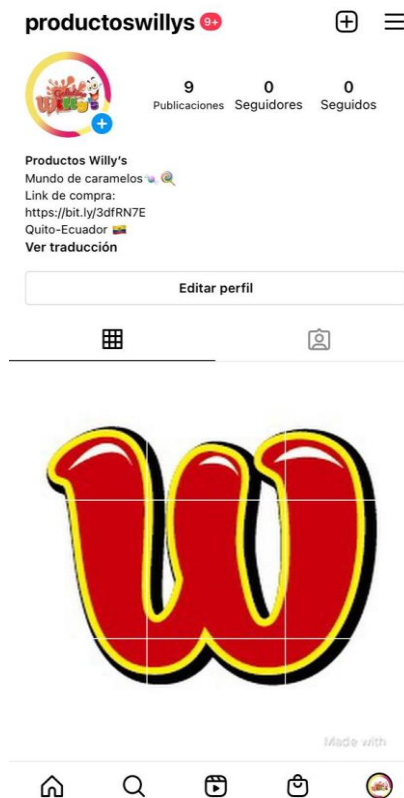 productoswillys 9+
9 0 0
Publicaciones Seguidores Seguidos
Productos Willy's
Mundo de caramelos
Link de compra:
https://bit.ly/3dfRN7E
Quito-Ecuador
Ver traducción
Editar perfil
W
Made with